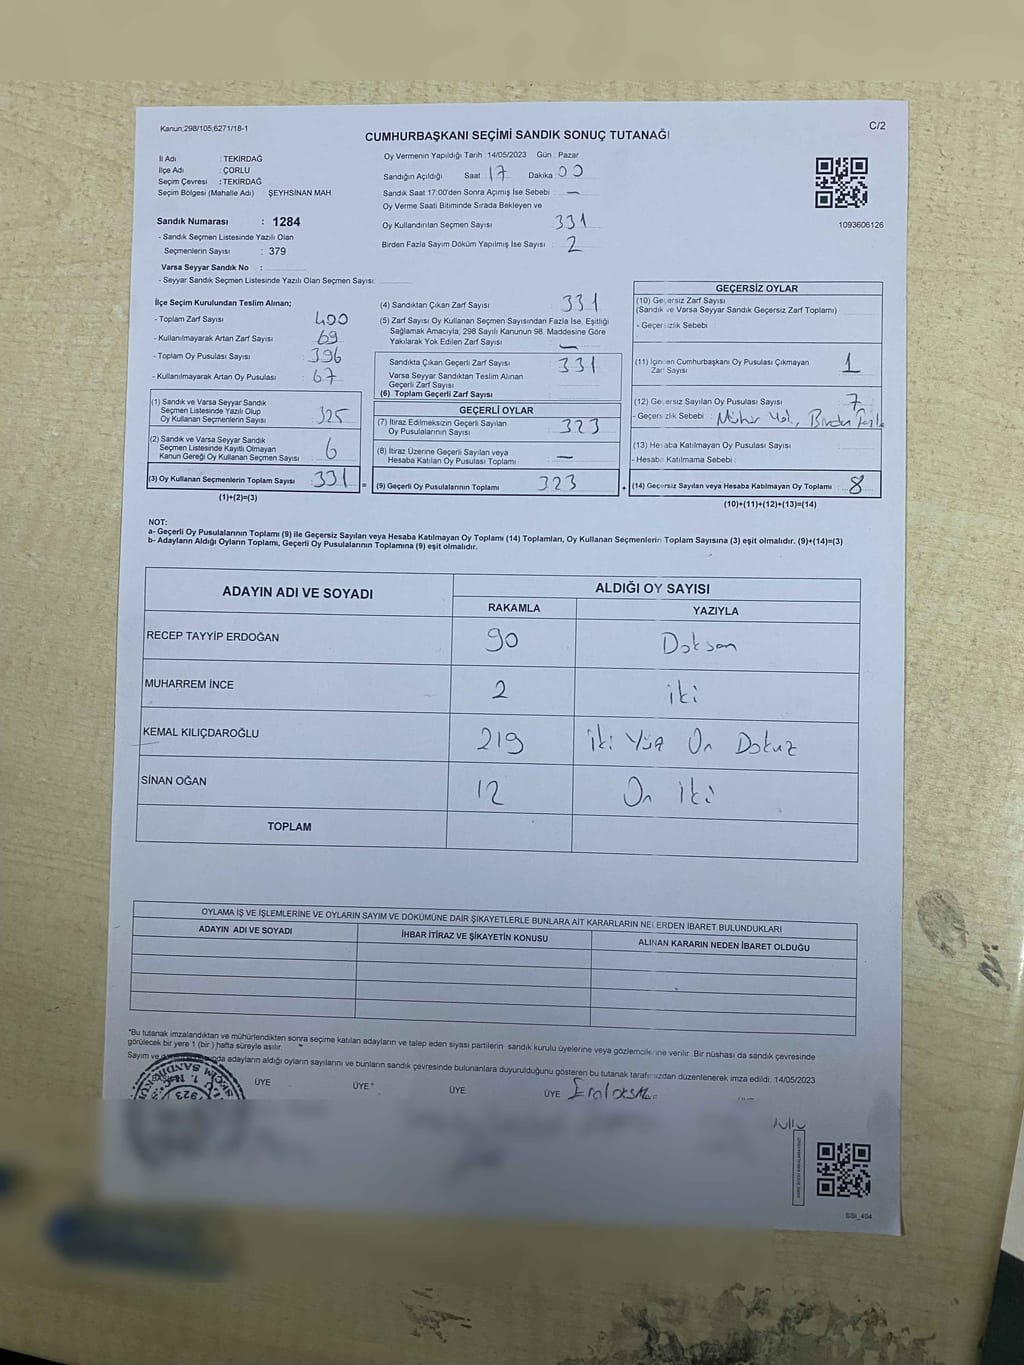 Kanun;298/105,6271/18-1
C/2
CUMHURBAŞKANI SEÇİMİ SANDIK SONUÇ TUTANAĞI
İl Adı : TEKİRDAĞ
İlçe Adı : ÇORLU
Seçim Çevresi : TEKİRDAĞ
Seçim Bölgesi (Mahalle Adı) ŞEYHSİNAN MAH.
Oy Vermenin Yapıldığı Tarih :14/05/2023 Gün : Pazar
Sandığın Açıldığı Saat : 17 Dakika : 00
Sandık Saat 17:00'den Sonra Açımış İse Sebebi : —
Oy Verme Saati Bitiminde Sırada Bekleyen ve
Oy Kullandırılan Seçmen Sayısı 331
Birden Fazla Sayım Döküm Yapılmış İse Sayısı : 2
1093606126
Sandık Numarası : 1284
- Sandık Seçmen Listesinde Yazılı Olan
Seçmenlerin Sayısı : 379
Varsa Seyyar Sandık No :
- Seyyar Sandık Seçmen Listesinde Yazılı Olan Seçmen Sayısı:
İlçe Seçim Kurulundan Teslim Alınan;
- Toplam Zarf Sayısı 400
- Kullanılmayarak Artan Zarf Sayısı 69
- Toplam Oy Pusulası Sayısı 396
- Kullanılmayarak Artan Oy Pusulası : 67
(1) Sandık ve Varsa Seyyar Sandık
Seçmen Listesinde Yazılı Olup
Oy Kullanan Seçmenlerin Sayısı 325
(2) Sandık ve Varsa Seyyar Sandık
Seçmen Listesinde Kayıtlı Olmayan
Kanun Gereği Oy Kullanan Seçmen Sayısı 6
(3) Oy Kullanan Seçmenlerin Toplam Sayısı : 331 =
(1)+(2)=(3)
(4) Sandıktan Çıkan Zarf Sayısı 331
(5) Zarf Sayısı Oy Kullanan Seçmen Sayısından Fazla İse, Eşitliği
Sağlamak Amacıyla; 298 Sayılı Kanunun 98. Maddesine Göre
Yakılarak Yok Edilen Zarf Sayısı : —
Sandıkta Çıkan Geçerli Zarf Sayısı : 331
Varsa Seyyar Sandıktan Teslim Alınan
Geçerli Zarf Sayısı
(6) Toplam Geçerli Zarf Sayısı
GEÇERLİ OYLAR
(7) İtiraz Edilmeksizin Geçerli Sayılan
Oy Pusulalarının Sayısı : 323
(8) İtiraz Üzerine Geçerli Sayılan veya
Hesaba Katılan Oy Pusulası Toplamı : —
(9) Geçerli Oy Pusulalarının Toplamı 323 +
GEÇERSİZ OYLAR
(10) Geçersiz Zarf Sayısı
(Sandık ve Varsa Seyyar Sandık Geçersiz Zarf Toplamı)
- Geçersizlik Sebebi
(11) İçinden Cumhurbaşkanı Oy Pusulası Çıkmayan
Zarf Sayısı 1
(12) Geçersiz Sayılan Oy Pusulası Sayısı 7
- Geçersizlik Sebebi : Mühür Yok, Birden Fazla
(13) Hesaba Katılmayan Oy Pusulası Sayısı
- Hesaba Katılmama Sebebi :
(14) Geçersiz Sayılan veya Hesaba Katılmayan Oy Toplamı : 8
(10)+(11)+(12)+(13)=(14)
NOT:
a- Geçerli Oy Pusulalarının Toplamı (9) ile Geçersiz Sayılan veya Hesaba Katılmayan Oy Toplamı (14) Toplamları, Oy Kullanan Seçmenlerin Toplam Sayısına (3) eşit olmalıdır. (9)+(14)=(3)
b- Adayların Aldığı Oyların Toplamı, Geçerli Oy Pusulalarının Toplamına (9) eşit olmalıdır.
ADAYIN ADI VE SOYADI
ALDIĞI OY SAYISI
RAKAMLA YAZIYLA
RECEP TAYYİP ERDOĞAN 90 Doksan
MUHARREM İNCE 2 iki
KEMAL KILIÇDAROĞLU 219 İki Yüz On Dokuz
SİNAN OĞAN 12 On iki
TOPLAM
OYLAMA İŞ VE İŞLEMLERİNE VE OYLARIN SAYIM VE DÖKÜMÜNE DAİR ŞİKAYETLERLE BUNLARA AİT KARARLARIN NELERDEN İBARET BULUNDUKLARI
ADAYIN ADI VE SOYADI İHBAR İTİRAZ VE ŞİKAYETİN KONUSU ALINAN KARARIN NEDEN İBARET OLDUĞU
*Bu tutanak imzalandıktan ve mühürlendikten sonra seçime katılan adayların ve talep eden siyasi partilerin sandık kurulu üyelerine veya gözlemcilerine verilir. Bir nüshası da sandık çevresinde
görülecek bir yere 1 (bir) hafta süreyle asılır.
Sayım ve adayların aldığı oyların sayılarını ve bunların sandık çevresinde bulunanlara duyurulduğunu gösteren bu tutanak tarafımızdan düzenlenerek imza edildi. 14/05/2023
ÜYE ÜYE ÜYE ÜYE
SSİ_404